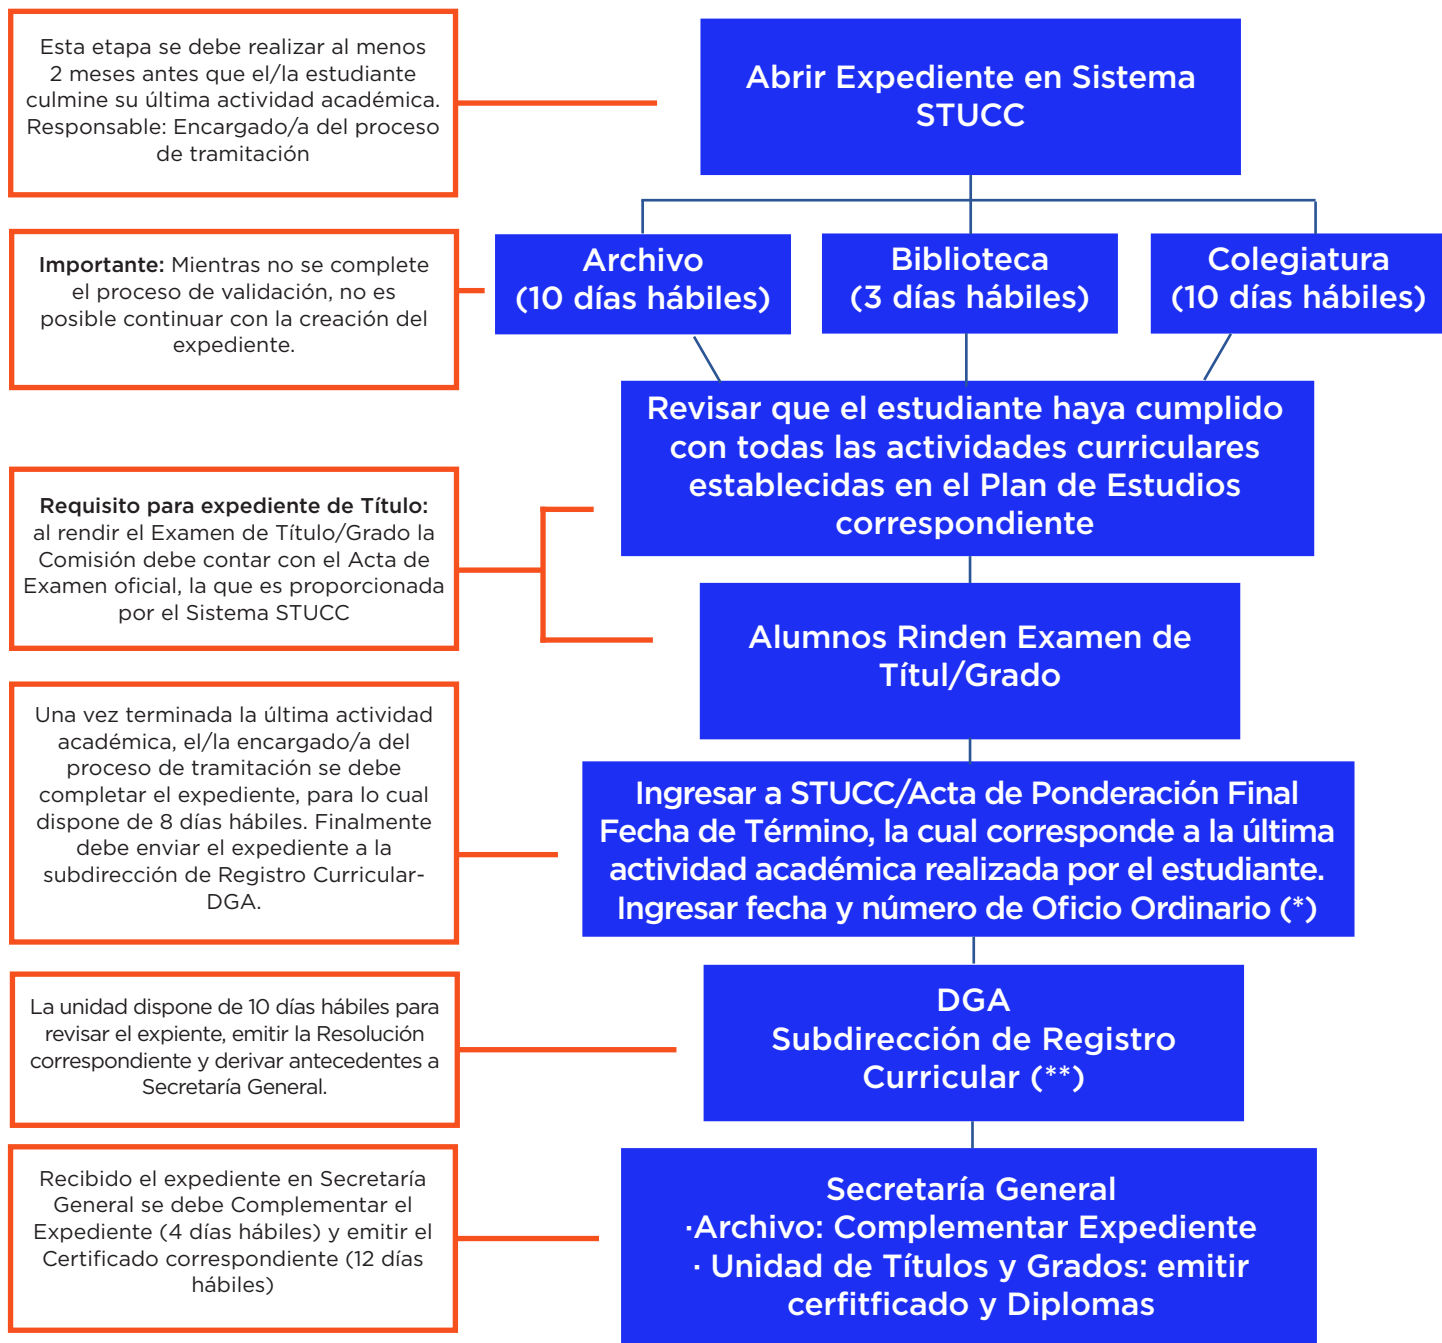 Esta etapa se debe realizar al menos
2 meses antes que el/la estudiante
culmine su última actividad académica.
Responsable: Encargado/a del proceso
de tramitación
Abrir Expediente en Sistema
STUCC
Importante: Mientras no se complete
el proceso de validación, no es
posible continuar con la creación del
expediente.
Archivo
(10 días hábiles)
Biblioteca
(3 días hábiles)
Colegiatura
(10 días hábiles)
Revisar que el estudiante haya cumplido
con todas las actividades curriculares
establecidas en el Plan de Estudios
correspondiente
Requisito para expediente de Título:
al rendir el Examen de Título/Grado la
Comisión debe contar con el Acta de
Examen oficial, la que es proporcionada
por el Sistema STUCC
Alumnos Rinden Examen de
Títul/Grado
Una vez terminada la última actividad
académica, el/la encargado/a del
proceso de tramitación se debe
completar el expediente, para lo cual
dispone de 8 días hábiles. Finalmente
debe enviar el expediente a la
subdirección de Registro Curricular-
DGA.
Ingresar a STUCC/Acta de Ponderación Final
Fecha de Término, la cual corresponde a la última
actividad académica realizada por el estudiante.
Ingresar fecha y número de Oficio Ordinario (*)
La unidad dispone de 10 días hábiles para
revisar el expiente, emitir la Resolución
correspondiente y derivar antecedentes a
Secretaría General.
DGA
Subdirección de Registro
Curricular (**)
Recibido el expediente en Secretaría
General se debe Complementar el
Expediente (4 días hábiles) y emitir el
Certificado correspondiente (12 días
hábiles)
Secretaría General
·Archivo: Complementar Expediente
· Unidad de Títulos y Grados: emitir
cerfitficado y Diplomas